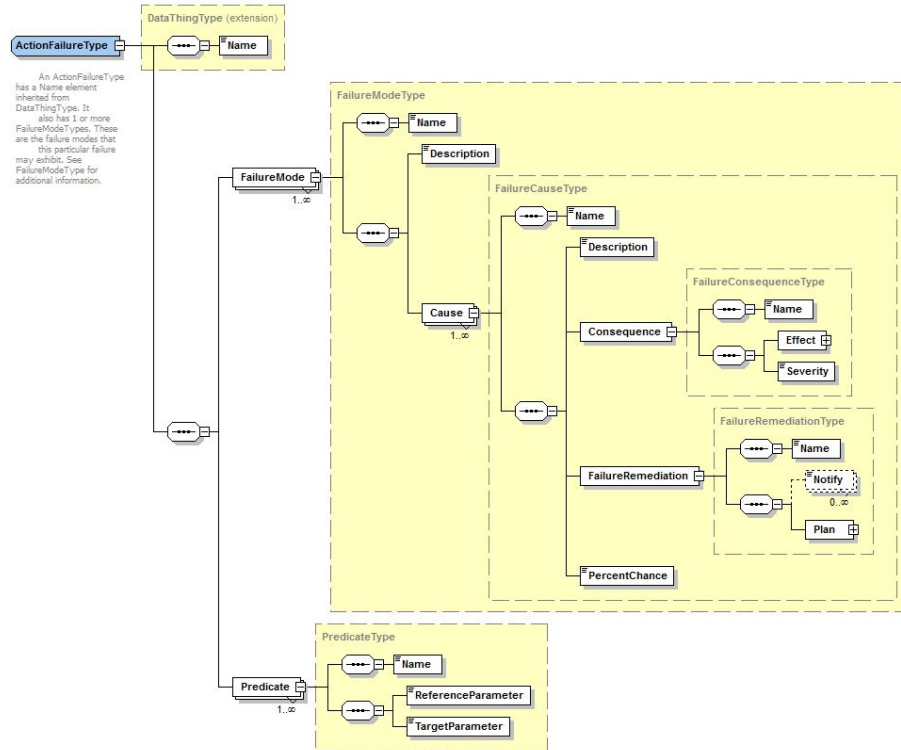 DataThingType (extension)
ActionFailureType
Name
An ActionFailureType
has a Name element
inherited from
DataThingType. It
also has 1 or more
FailureModeTypes. These
are the failure modes that
this particular failure
may exhibit. See
FailureModeType for
additional information.
FailureModeType
Name
Description
FailureMode
1..∞
FailureCauseType
Name
Description
FailureConsequenceType
Name
Cause
1..∞
Consequence
Effect
Severity
FailureRemediationType
Name
FailureRemediation
Notify
0..∞
Plan
PercentChance
PredicateType
Name
Predicate
1..∞
ReferenceParameter
TargetParameter